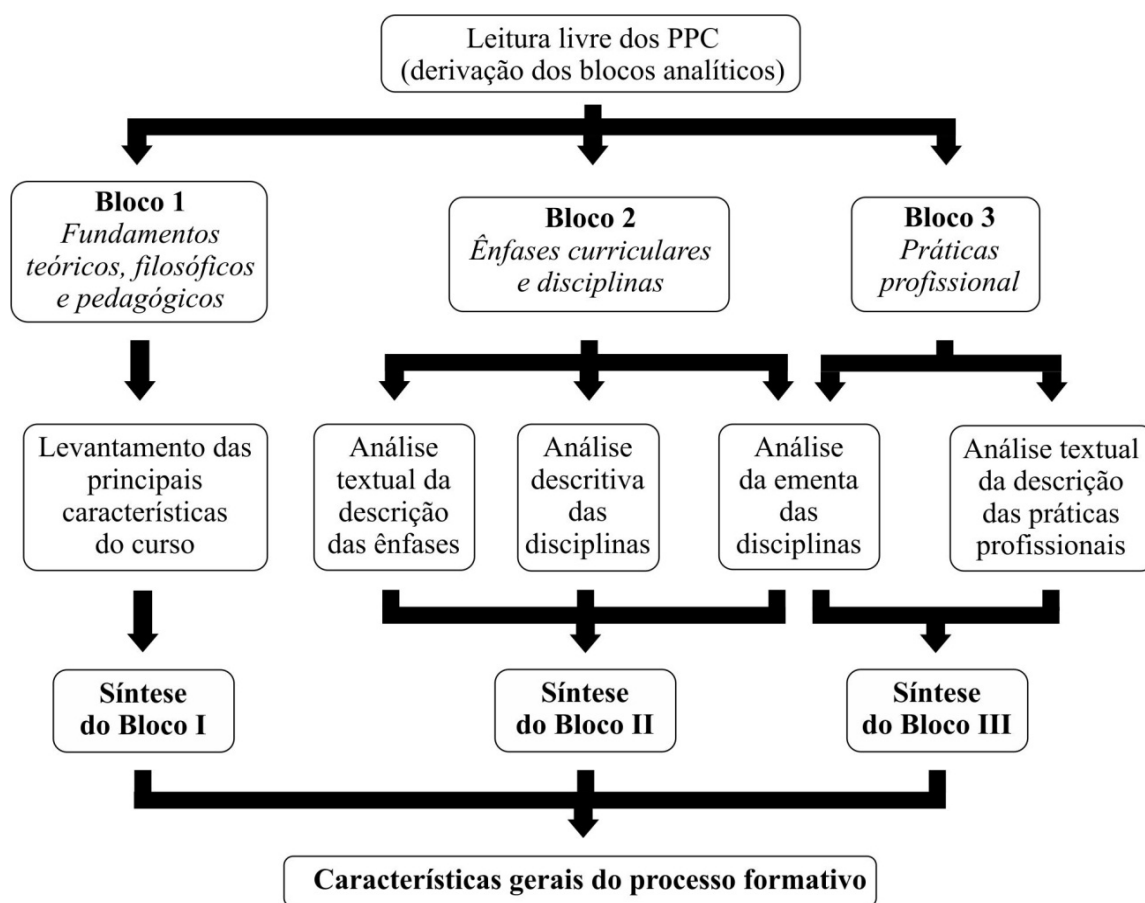 Leitura livre dos PPC
(derivação dos blocos analíticos)
Bloco 1
Fundamentos
teóricos, filosóficos
e pedagógicos
Bloco 2
Ênfases curriculares
e disciplinas
Bloco 3
Práticas
profissional
Levantamento das
principais
características
do curso
Análise
textual da
descrição
das ênfases
Análise
descritiva
das
disciplinas
Análise
da ementa
das
disciplinas
Análise textual
da descrição
das práticas
profissionais
Síntese
do Bloco I
Síntese
do Bloco II
Síntese
do Bloco III
Características gerais do processo formativo